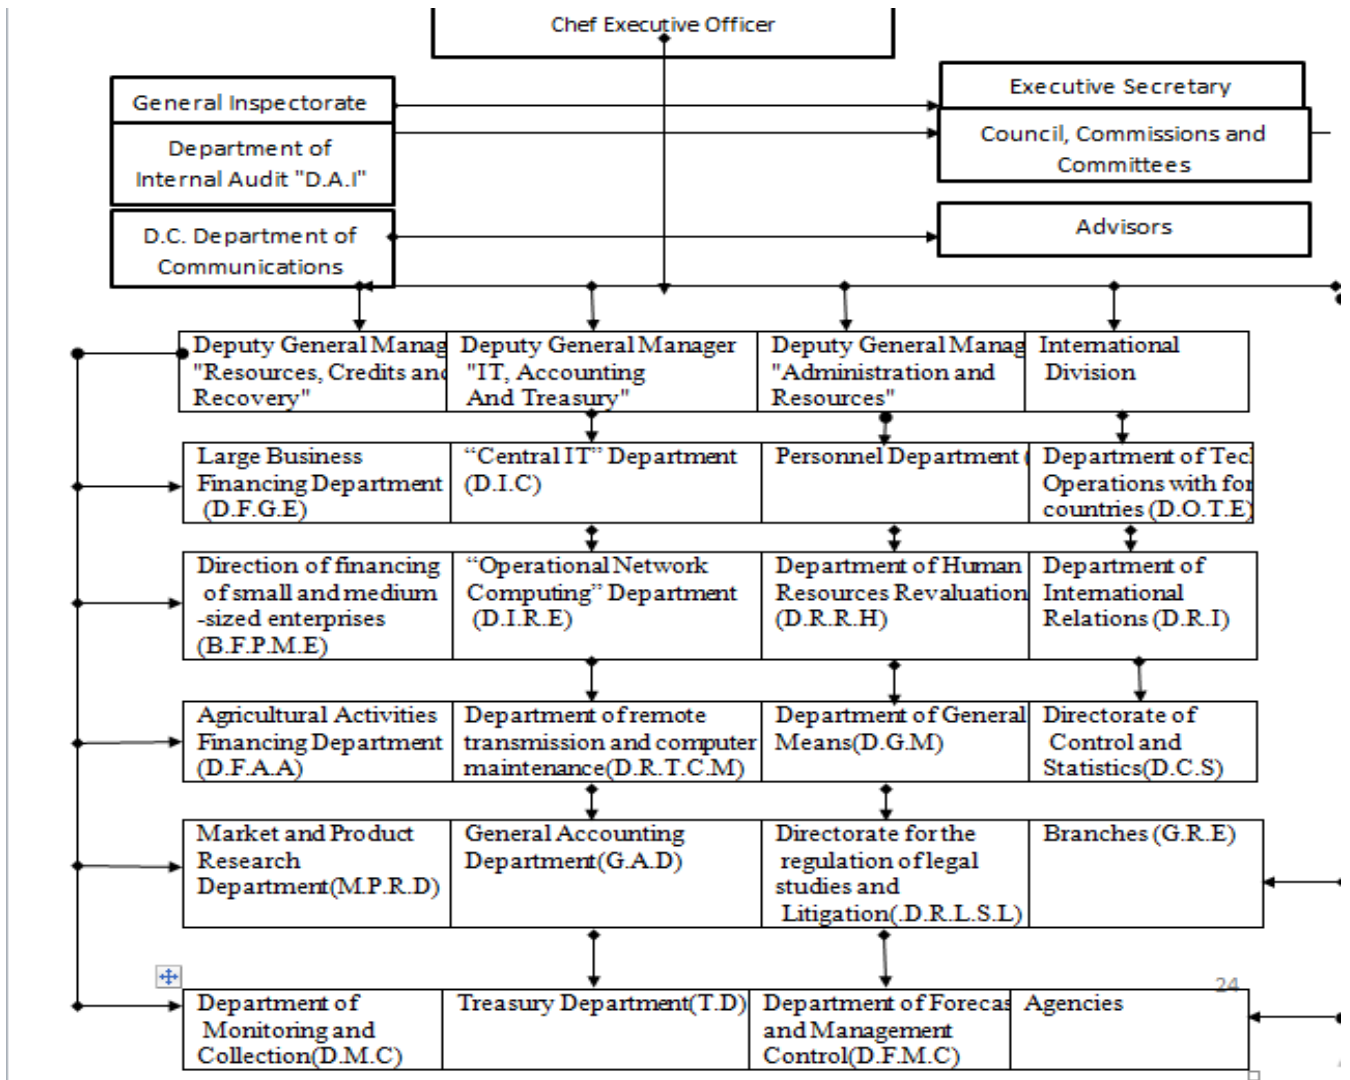 Chef Executive Officer
General Inspectorate
Department of
Internal Audit "D.A.I"
D.C. Department of
Communications
Executive Secretary
Council, Commissions and
Committees
Advisors
Deputy General Manag
"Resources, Credits and
Recovery"
Deputy General Manager
"IT, Accounting
And Treasury"
Deputy General Manag
"Administration and
Resources"
International
Division
Large Business
Financing Department
(D.F.G.E)
“Central IT” Department
(D.I.C)
Personnel Department (
Department of Tec
Operations with for
countries (D.O.T.E)
Direction of financing
of small and medium
-sized enterprises
(B.F.P.M.E)
“Operational Network
Computing” Department
(D.I.R.E)
Department of Human
Resources Revaluation
(D.R.R.H)
Department of
International
Relations (D.R.I)
Agricultural Activities
Financing Department
(D.F.A.A)
Department of remote
transmission and computer
maintenance(D.R.T.C.M)
Department of General
Means(D.G.M)
Directorate of
Control and
Statistics(D.C.S)
Market and Product
Research
Department(M.P.R.D)
General Accounting
Department(G.A.D)
Directorate for the
regulation of legal
studies and
Litigation(.D.R.L.S.L)
Branches (G.R.E)
24
Department of
Monitoring and
Collection(D.M.C)
Treasury Department(T.D)
Department of Forecas
and Management
Control(D.F.M.C)
Agencies